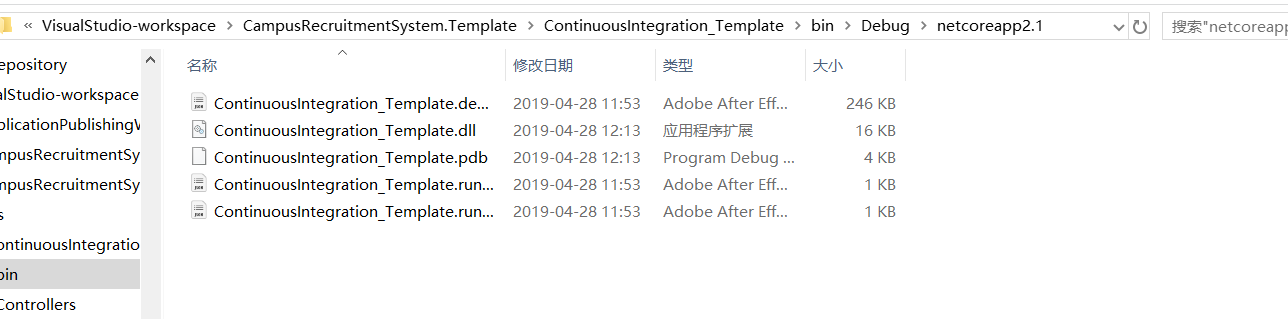 « VisualStudio-workspace > CampusRecruitmentSystem.Template > ContinuousIntegration_Template > bin > Debug > netcoreapp2.1
搜索"netcoreapp
epository
alStudio-workspace
plicationPublishingW
ampusRecruitmentSy
ampusRecruitmentSy
s
ontinuousIntegratio
bin
Controllers
名称 修改日期 类型 大小
ContinuousIntegration_Template.de... 2019-04-28 11:53 Adobe After Eff... 246 KB
ContinuousIntegration_Template.dll 2019-04-28 12:13 应用程序扩展 16 KB
ContinuousIntegration_Template.pdb 2019-04-28 12:13 Program Debug ... 4 KB
ContinuousIntegration_Template.run... 2019-04-28 11:53 Adobe After Eff... 1 KB
ContinuousIntegration_Template.run... 2019-04-28 11:53 Adobe After Eff... 1 KB